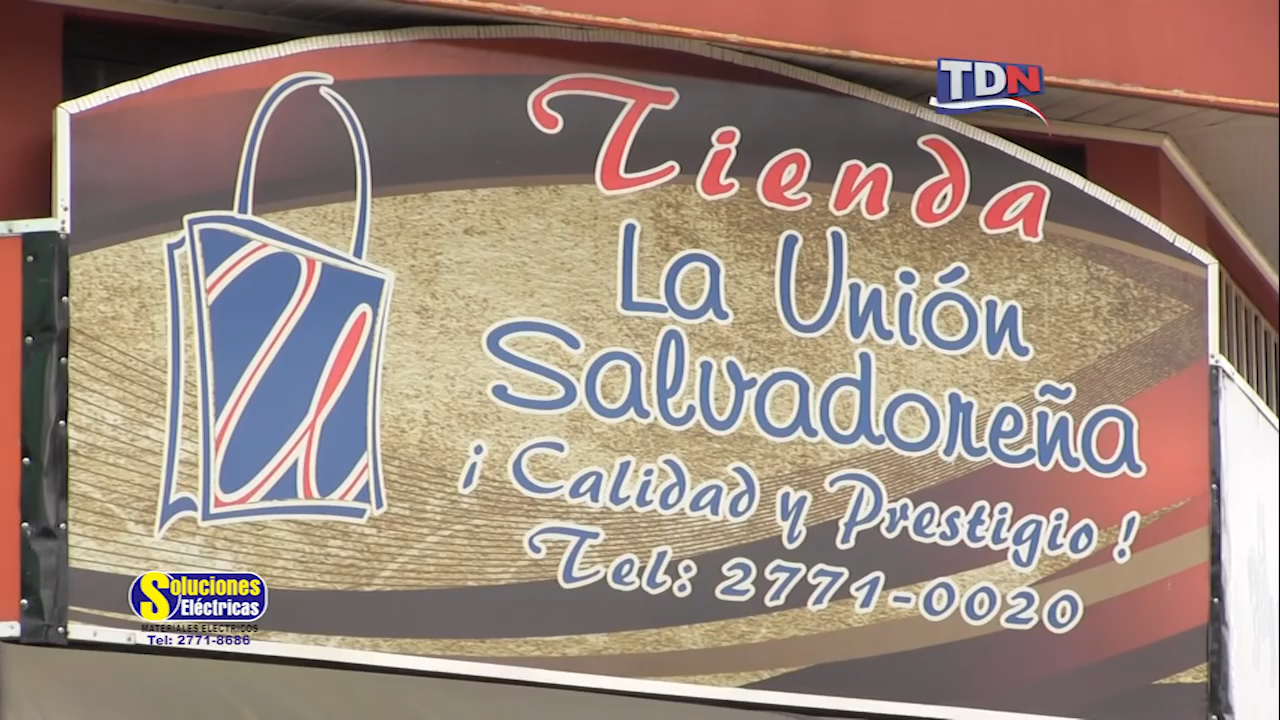 TDN
Tienda
La Unión
Salvadoreña
¡Calidad y Prestigio!
Tel: 2771-0020
Soluciones
Eléctricas
MATERIALES ELECTRICOS
Tel: 2771-8686